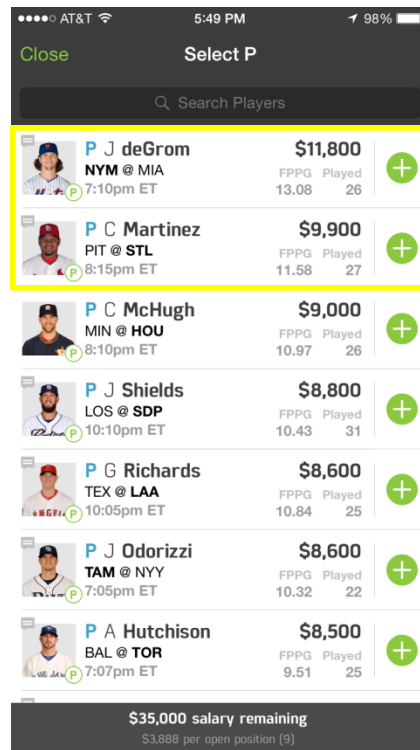 AT&T 5:49 PM 98%
Close Select P
Search Players
P J deGrom $11,800
NYM @ MIA FPPG Played
P 7:10pm ET 13.08 26
P C Martinez $9,900
PIT @ STL FPPG Played
P 8:15pm ET 11.58 27
P C McHugh $9,000
MIN @ HOU FPPG Played
P 8:10pm ET 10.97 26
P J Shields $8,800
LOS @ SDP FPPG Played
P 10:10pm ET 10.43 31
P G Richards $8,600
TEX @ LAA FPPG Played
P 10:05pm ET 10.84 25
P J Odorizzi $8,600
TAM @ NYY FPPG Played
P 7:05pm ET 10.32 22
P A Hutchison $8,500
BAL @ TOR FPPG Played
P 7:07pm ET 9.51 25
$35,000 salary remaining
$3,888 per open position (9)